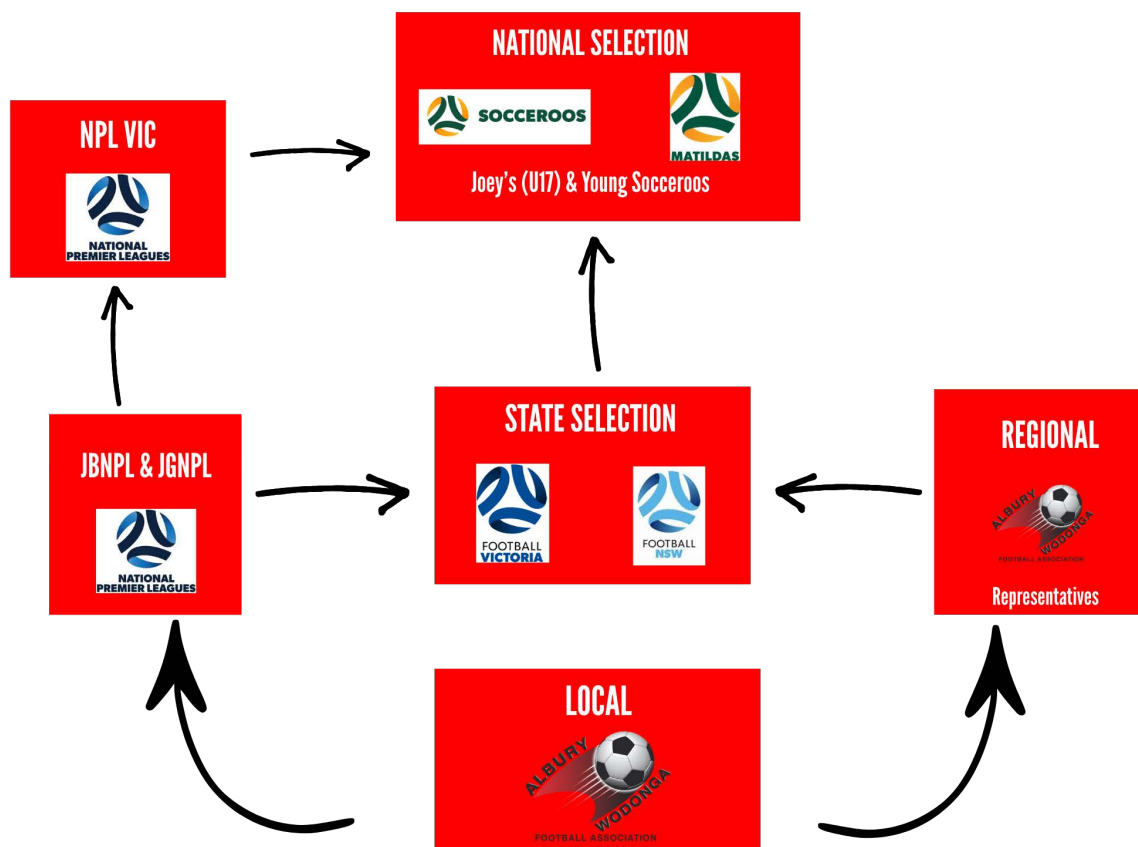 NATIONAL SELECTION
SOCCEROOS
MATILDAS
Joey's (U17) & Young Socceroos
NPL VIC
NATIONAL
PREMIER LEAGUES
JBNPL & JGNPL
NATIONAL
PREMIER LEAGUES
STATE SELECTION
FOOTBALL
VICTORIA
FOOTBALL
NSW
REGIONAL
ALBURY
WODONGA
FOOTBALL ASSOCIATION
Representatives
LOCAL
ALBURY
WODONGA
FOOTBALL ASSOCIATION